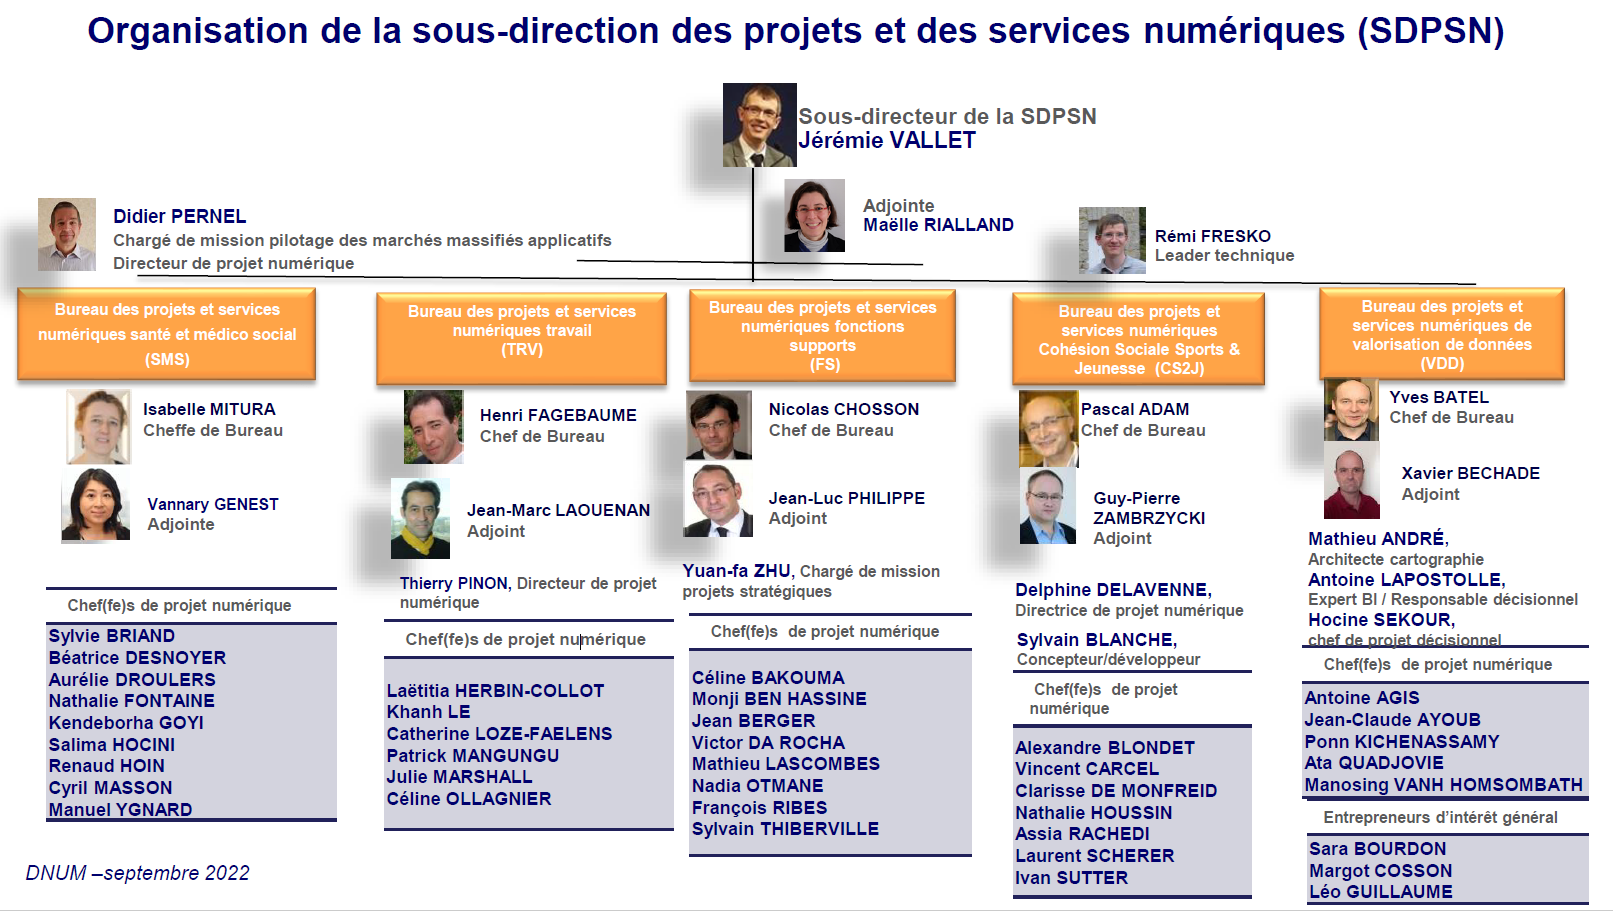 Organisation de la sous-direction des projets et des services numériques (SDPSN)
Sous-directeur de la SDPSN
Jérémie VALLET
Adjointe
Maëlle RIALLAND
Didier PERNEL
Chargé de mission pilotage des marchés massifiés applicatifs
Directeur de projet numérique
Rémi FRESKO
Leader technique
Bureau des projets et services
numériques santé et médico social
(SMS)
Isabelle MITURA
Cheffe de Bureau
Vannary GENEST
Adjointe
Chef(fe)s de projet numérique
Sylvie BRIAND
Béatrice DESNOYER
Aurélie DROULERS
Nathalie FONTAINE
Kendeborha GOYI
Salima HOCINI
Renaud HOIN
Cyril MASSON
Manuel YGNARD
Bureau des projets et services
numériques travail
(TRV)
Henri FAGEBAUME
Chef de Bureau
Jean-Marc LAOUENAN
Adjoint
Thierry PINON, Directeur de projet
numérique
Chef(fe)s de projet numérique
Laëtitia HERBIN-COLLOT
Khanh LE
Catherine LOZE-FAELENS
Patrick MANGUNGU
Julie MARSHALL
Céline OLLAGNIER
Bureau des projets et services
numériques fonctions
supports
(FS)
Nicolas CHOSSON
Chef de Bureau
Jean-Luc PHILIPPE
Adjoint
Yuan-fa ZHU, Chargé de mission
projets stratégiques
Chef(fe)s de projet numérique
Céline BAKOUMA
Monji BEN HASSINE
Jean BERGER
Victor DA ROCHA
Mathieu LASCOMBES
Nadia OTMANE
François RIBES
Sylvain THIBERVILLE
Bureau des projets et
services numériques
Cohésion Sociale Sports &
Jeunesse (CS2J)
Pascal ADAM
Chef de Bureau
Guy-Pierre
ZAMBRZYCKI
Adjoint
Delphine DELAVENNE,
Directrice de projet numérique
Sylvain BLANCHE,
Concepteur/développeur
Chef(fe)s de projet
numérique
Alexandre BLONDET
Vincent CARCEL
Clarisse DE MONFREID
Nathalie HOUSSIN
Assia RACHEDI
Laurent SCHERER
Ivan SUTTER
Bureau des projets et
services numériques de
valorisation de données
(VDD)
Yves BATEL
Chef de Bureau
Xavier BECHADE
Adjoint
Mathieu ANDRÉ,
Architecte cartographie
Antoine LAPOSTOLLE,
Expert BI / Responsable décisionnel
Hocine SEKOUR,
chef de projet décisionnel
Chef(fe)s de projet numérique
Antoine AGIS
Jean-Claude AYOUB
Ponn KICHENASSAMY
Ata QUADJOVIE
Manosing VANH HOMSOMBATH
Entrepreneurs d'intérêt général
Sara BOURDON
Margot COSSON
Léo GUILLAUME
DNUM –septembre 2022